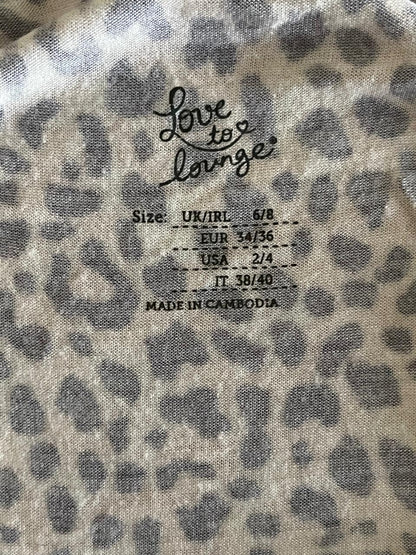 Love
to
lounge
Size: UK/IRL 6/8
EUR 34/36
USA 2/4
IT 38/40
MADE IN CAMBODIA